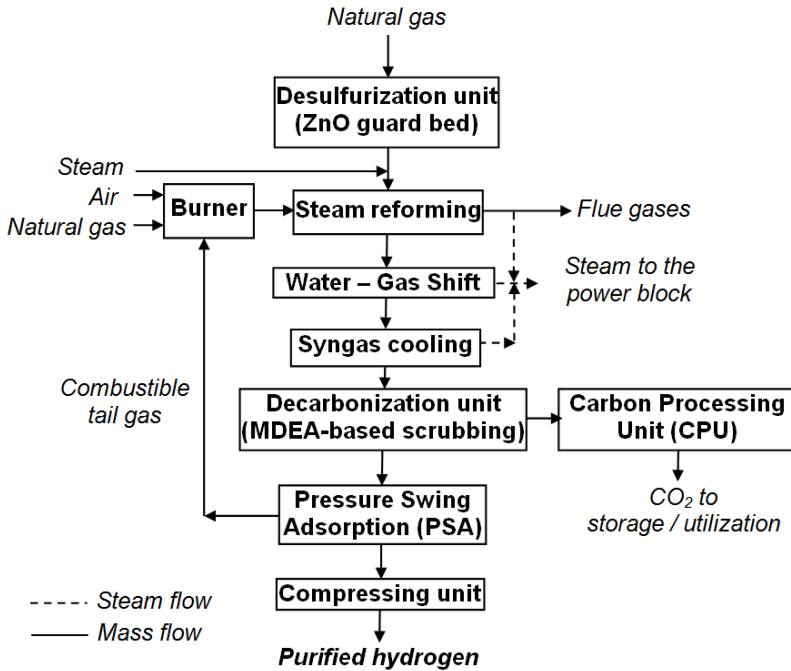 Natural gas
Desulfurization unit
(ZnO guard bed)
Steam
Air
Natural gas
Burner
Steam reforming
Flue gases
Water – Gas Shift
Steam to the
power block
Syngas cooling
Combustible
tail gas
Decarbonization unit
(MDEA-based scrubbing)
Carbon Processing
Unit (CPU)
CO₂ to
storage / utilization
Pressure Swing
Adsorption (PSA)
Compressing unit
Steam flow
Mass flow
Purified hydrogen